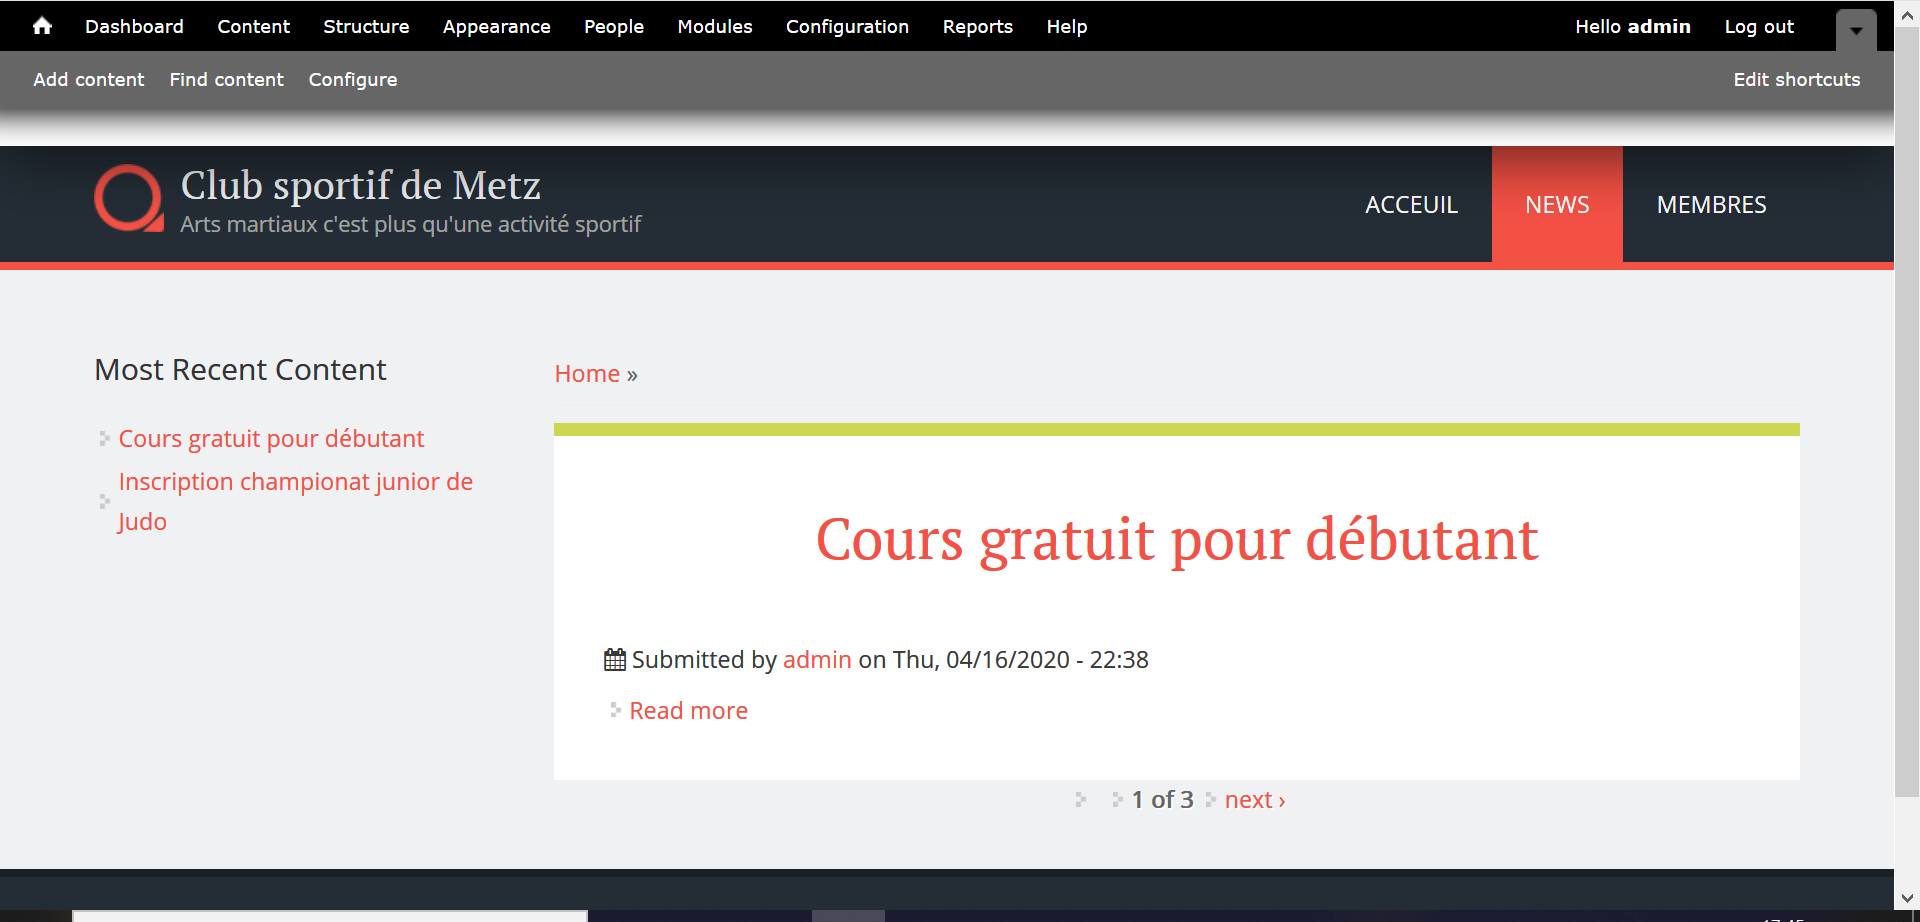 Dashboard Content Structure Appearance People Modules Configuration Reports Help Hello admin Log out
Add content Find content Configure Edit shortcuts
Club sportif de Metz
Arts martiaux c'est plus qu'une activité sportif
ACCEUIL NEWS MEMBRES
Most Recent Content
Cours gratuit pour débutant
Inscription championat junior de
Judo
Home »
Cours gratuit pour débutant
Submitted by admin on Thu, 04/16/2020 - 22:38
Read more
1 of 3 next ›